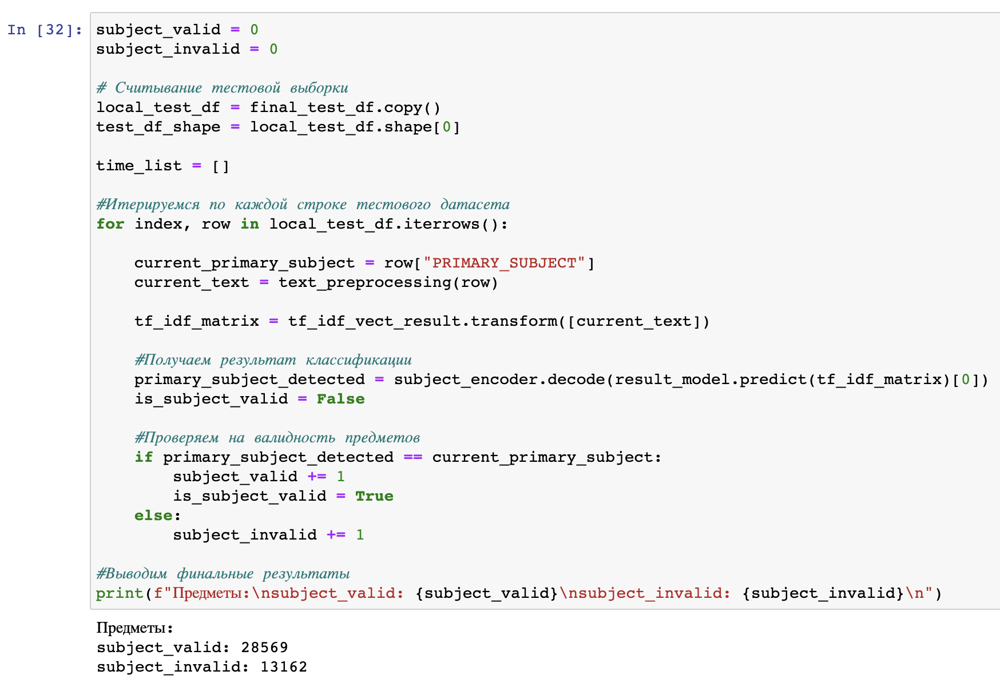 In [32]: subject_valid = 0
subject_invalid = 0
# Считывание тестовой выборки
local_test_df = final_test_df.copy()
test_df_shape = local_test_df.shape[0]
time_list = []
#Итерируемся по каждой строке тестового датасета
for index, row in local_test_df.iterrows():
current_primary_subject = row["PRIMARY_SUBJECT"]
current_text = text_preprocessing(row)
tf_idf_matrix = tf_idf_vect_result.transform([current_text])
#Получаем результат классификации
primary_subject_detected = subject_encoder.decode(result_model.predict(tf_idf_matrix)[0])
is_subject_valid = False
#Проверяем на валидность предметов
if primary_subject_detected == current_primary_subject:
subject_valid += 1
is_subject_valid = True
else:
subject_invalid += 1
#Выводим финальные результаты
print(f"Предметы:\nsubject_valid: {subject_valid}\nsubject_invalid: {subject_invalid}\n")
Предметы:
subject_valid: 28569
subject_invalid: 13162